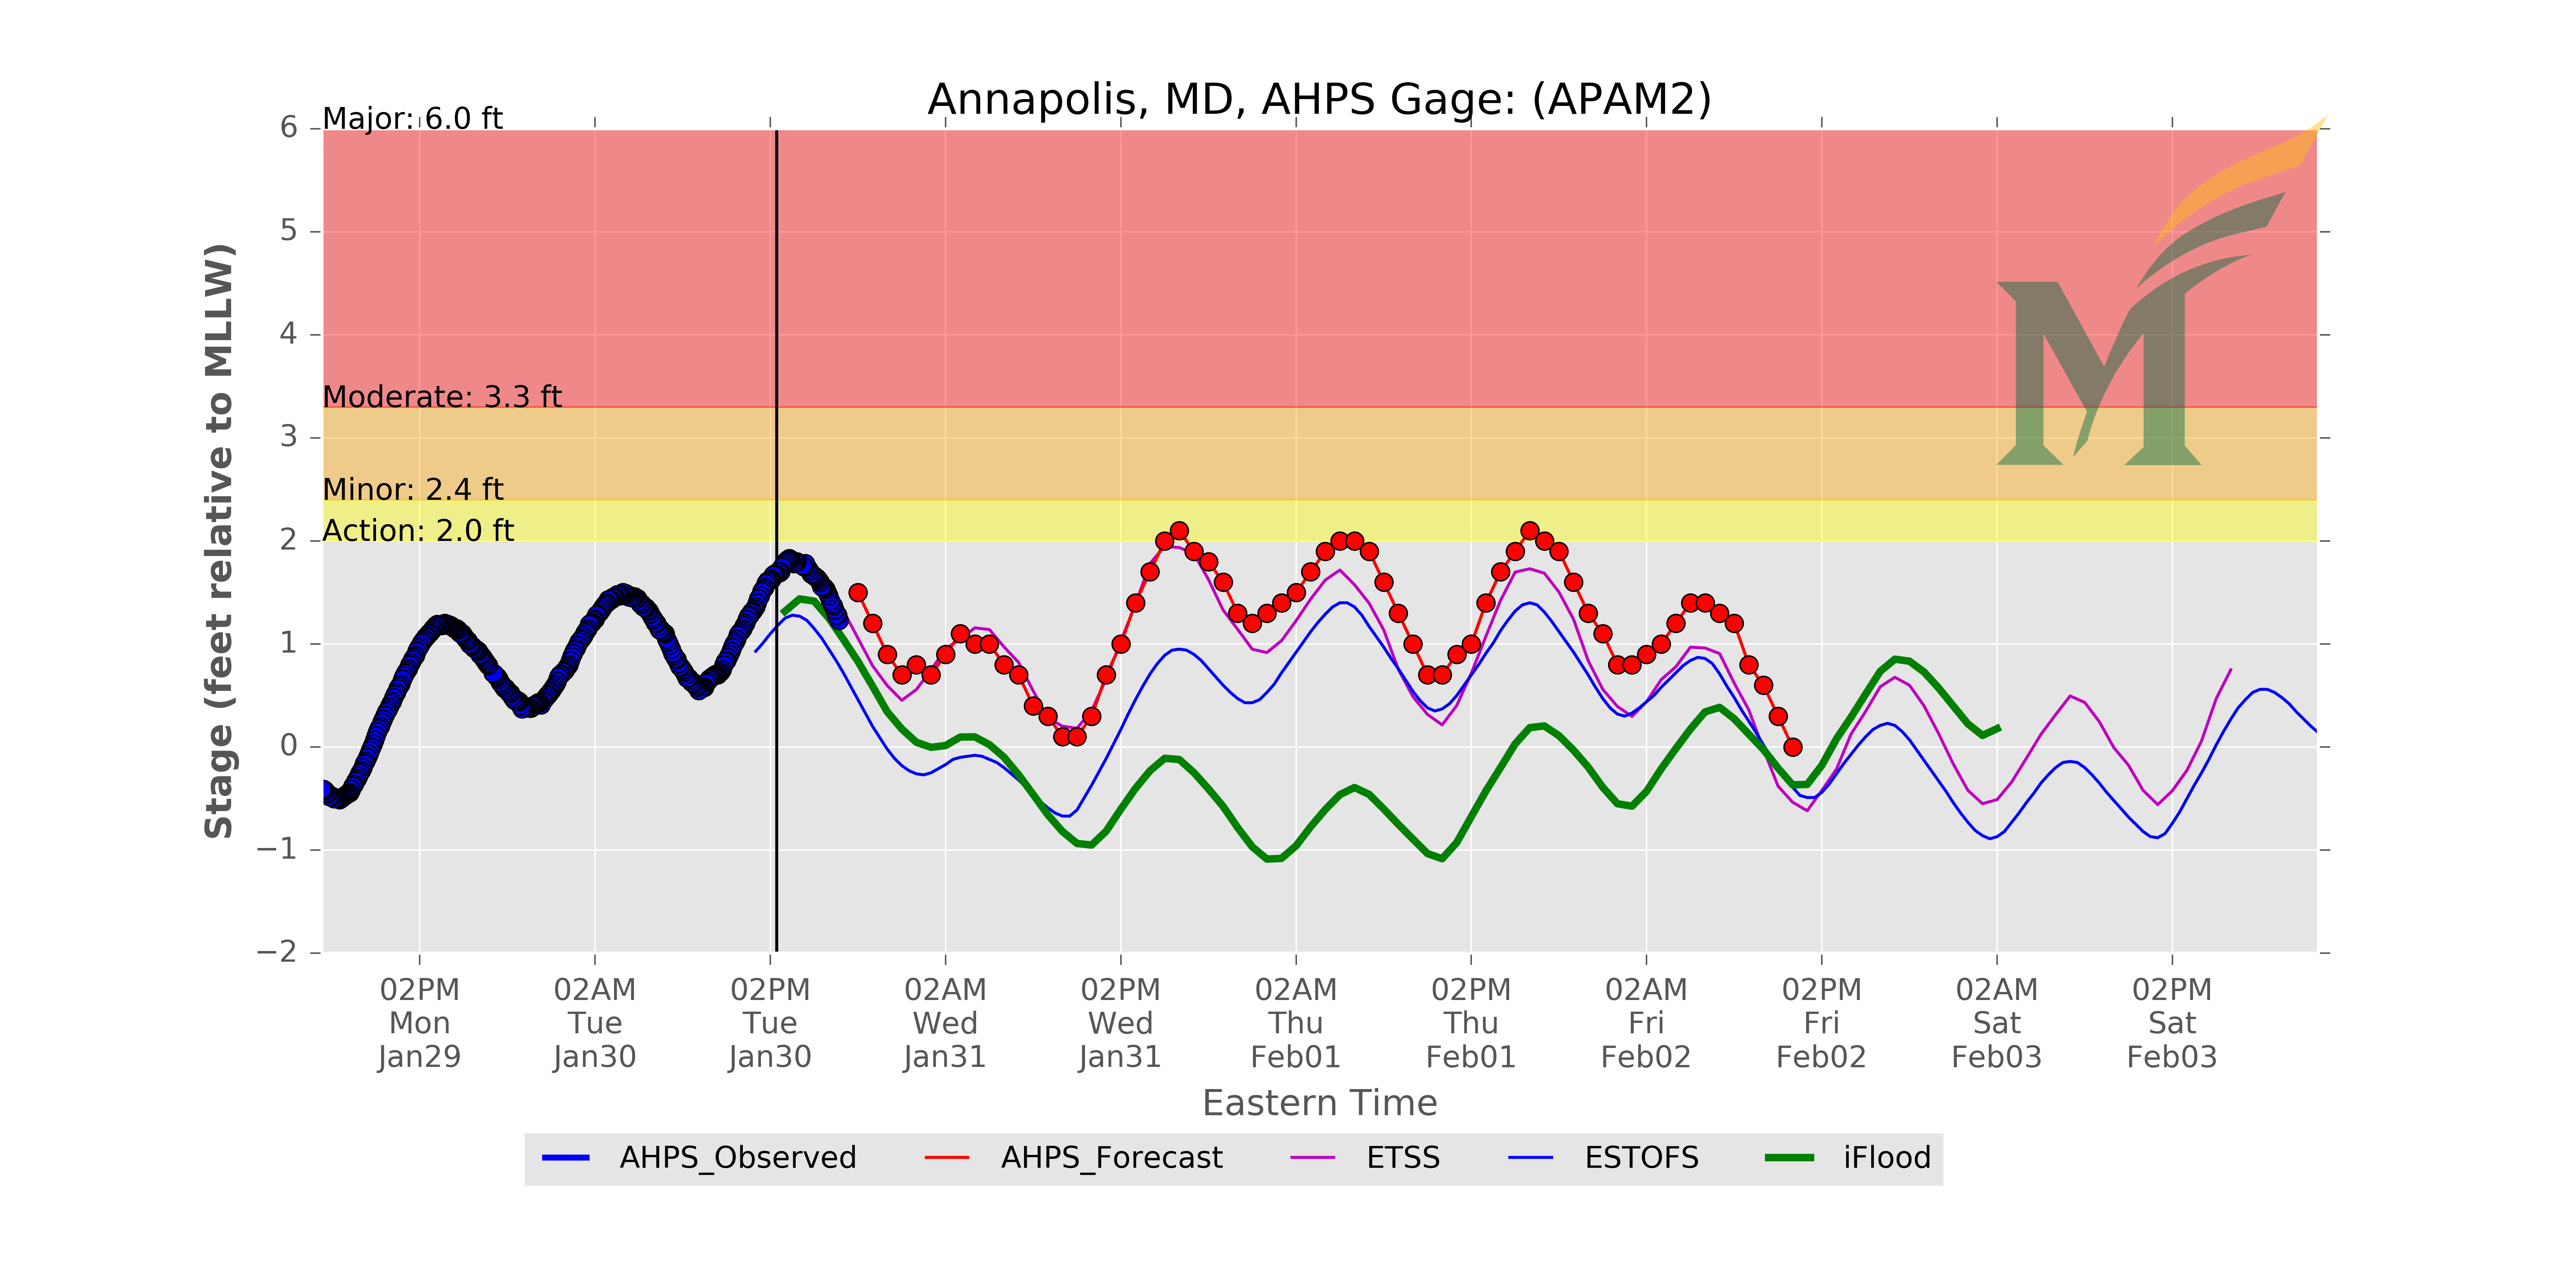 Annapolis, MD, AHPS Gage: (APAM2)
Major: 6.0 ft
Moderate: 3.3 ft
Minor: 2.4 ft
Action: 2.0 ft
Stage (feet relative to MLLW)
6
5
4
3
2
1
0
−1
−2
02PM Mon Jan29
02AM Tue Jan30
02PM Tue Jan30
02AM Wed Jan31
02PM Wed Jan31
02AM Thu Feb01
02PM Thu Feb01
02AM Fri Feb02
02PM Fri Feb02
02AM Sat Feb03
02PM Sat Feb03
Eastern Time
AHPS_Observed AHPS_Forecast ETSS ESTOFS iFlood